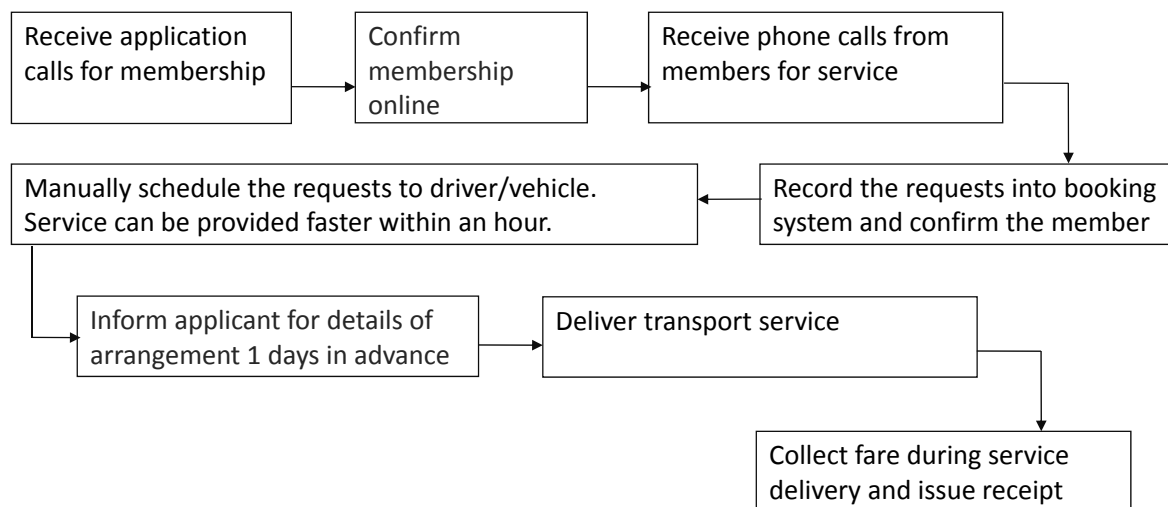 Receive application
calls for membership
Confirm
membership
online
Receive phone calls from
members for service
Record the requests into booking
system and confirm the member
Manually schedule the requests to driver/vehicle.
Service can be provided faster within an hour.
Inform applicant for details of
arrangement 1 days in advance
Deliver transport service
Collect fare during service
delivery and issue receipt